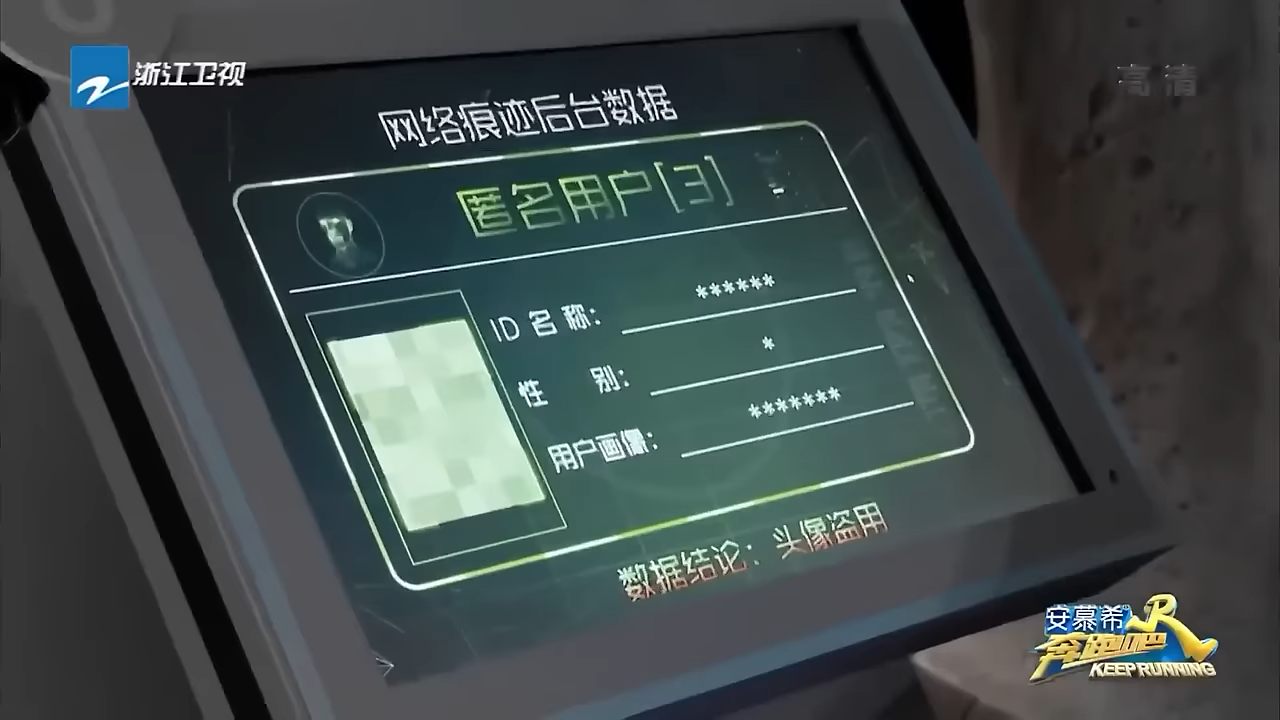 浙江卫视
高清
网络痕迹后台数据
匿名用户[3]
ID名称: ******
性 别: *
用户画像: *******
数据结论: 头像盗用
安慕希
奔跑吧
KEEP RUNNING